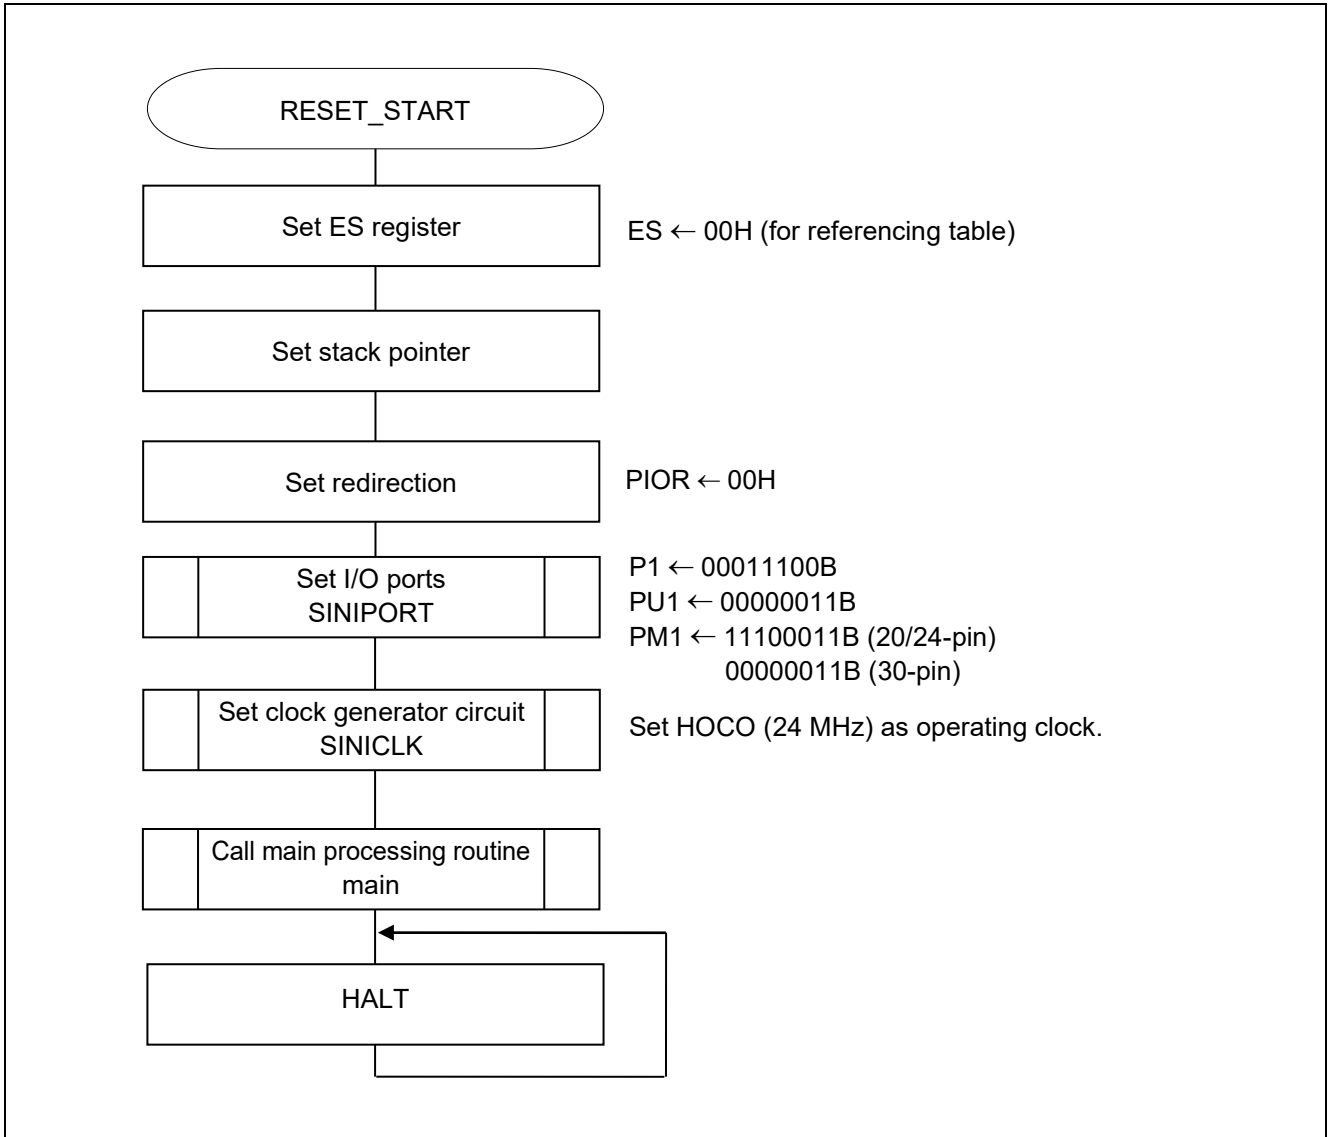 RESET_START
Set ES register
ES ← 00H (for referencing table)
Set stack pointer
Set redirection
PIOR ← 00H
Set I/O ports
SINIPORT
P1 ← 00011100B
PU1 ← 00000011B
PM1 ← 11100011B (20/24-pin)
00000011B (30-pin)
Set clock generator circuit
SINICLK
Set HOCO (24 MHz) as operating clock.
Call main processing routine
main
HALT